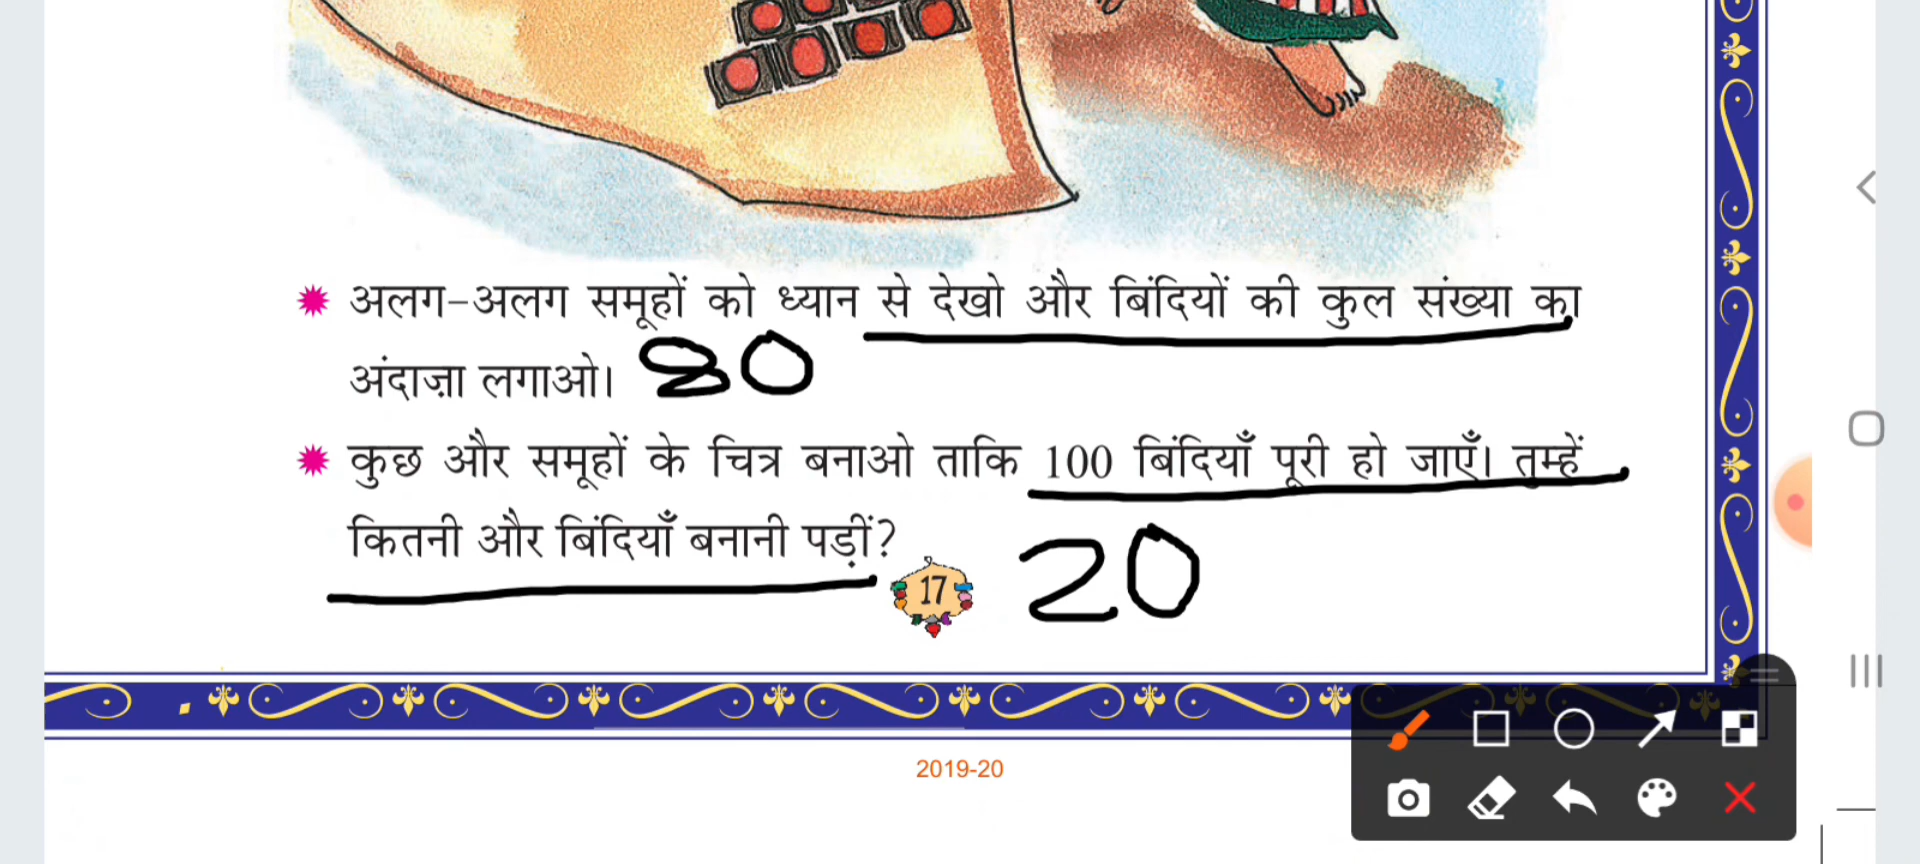 अलग-अलग समूहों को ध्यान से देखो और बिंदियों की कुल संख्या का
अंदाज़ा लगाओ। 80
कुछ और समूहों के चित्र बनाओ ताकि 100 बिंदियाँ पूरी हो जाएँ। तुम्हें
कितनी और बिंदियाँ बनानी पड़ीं?
17 20
2019-20